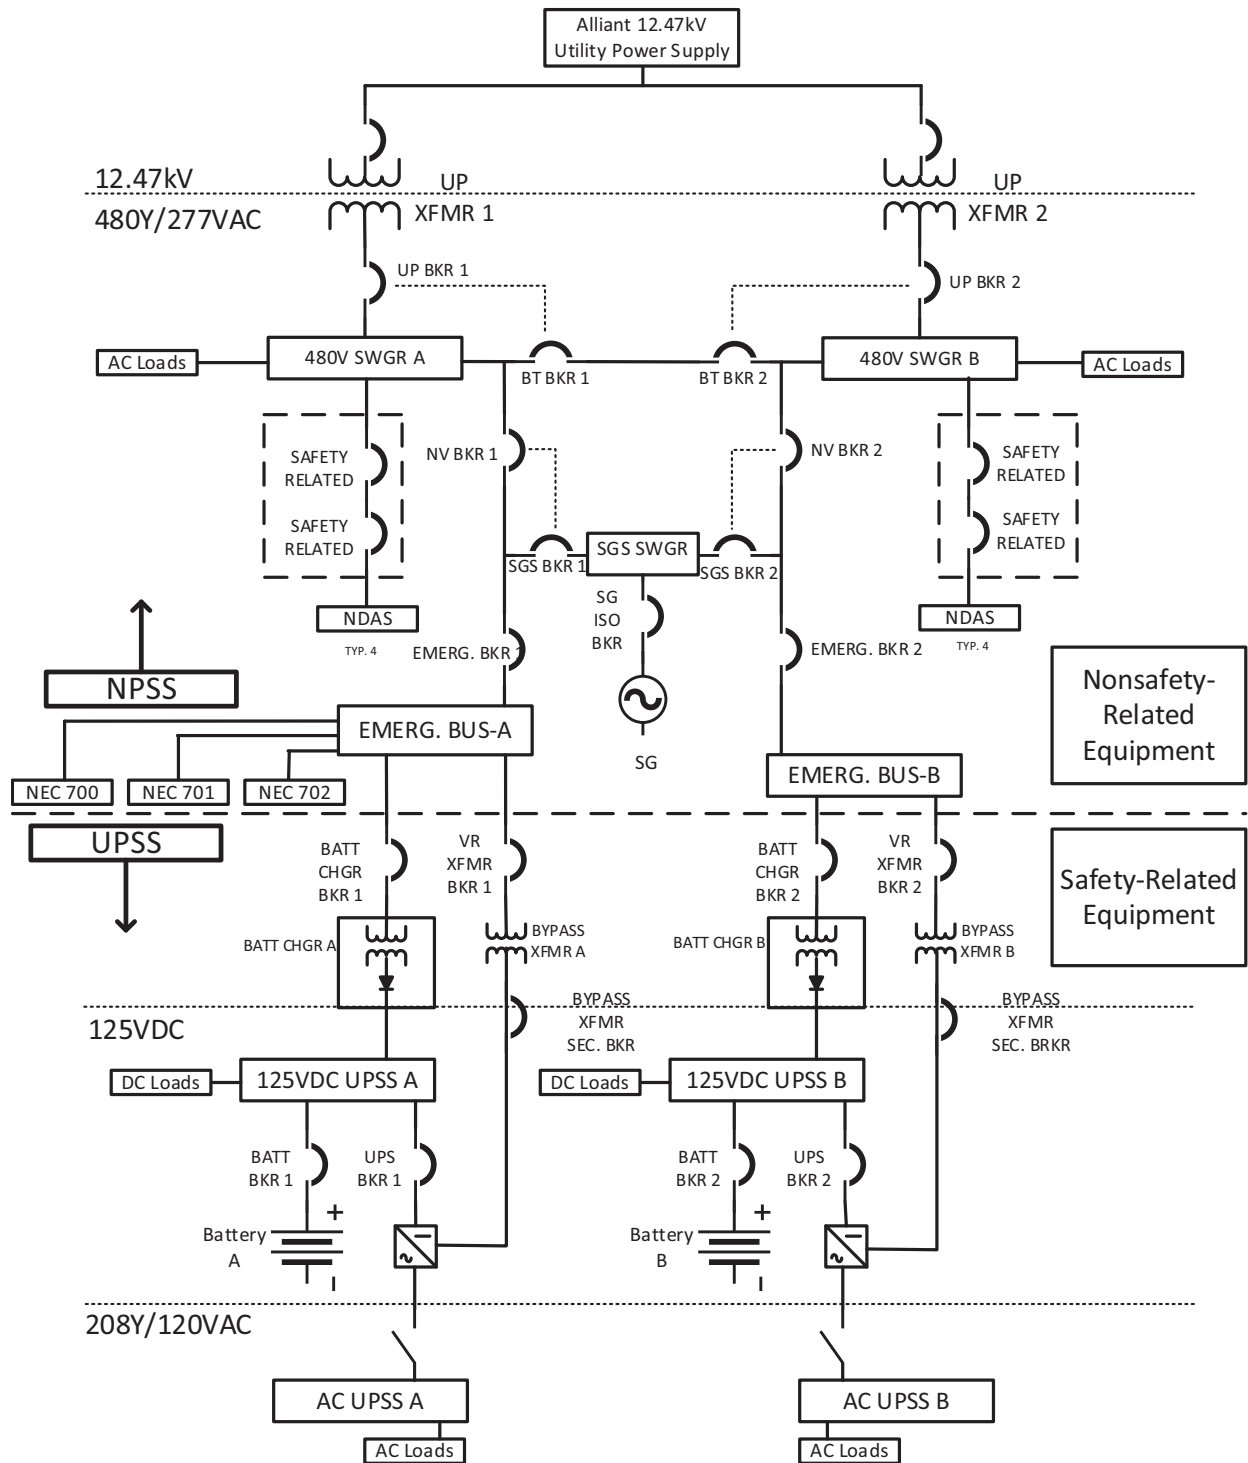 Alliant 12.47kV
Utility Power Supply
12.47kV
UP
XFMR 1
UP
XFMR 2
480Y/277VAC
UP BKR 1
UP BKR 2
AC Loads
480V SWGR A
BT BKR 1
BT BKR 2
480V SWGR B
AC Loads
SAFETY
RELATED
SAFETY
RELATED
NV BKR 1
NV BKR 2
SAFETY
RELATED
SAFETY
RELATED
SGS BKR 1
SGS SWGR
SGS BKR 2
NDAS
TYP. 4
SG
ISO
BKR
NDAS
TYP. 4
EMERG. BKR 1
EMERG. BKR 2
NPSS
Nonsafety-
Related
Equipment
EMERG. BUS-A
SG
EMERG. BUS-B
NEC 700
NEC 701
NEC 702
UPSS
Safety-Related
Equipment
BATT
CHGR
BKR 1
VR
XFMR
BKR 1
BATT
CHGR
BKR 2
VR
XFMR
BKR 2
BATT CHGR A
BYPASS
XFMR A
BATT CHGR B
BYPASS
XFMR B
125VDC
BYPASS
XFMR
SEC. BKR
BYPASS
XFMR
SEC. BRKR
DC Loads
125VDC UPSS A
DC Loads
125VDC UPSS B
BATT
BKR 1
UPS
BKR 1
BATT
BKR 2
UPS
BKR 2
Battery
A
+
Battery
B
+
208Y/120VAC
AC UPSS A
AC UPSS B
AC Loads
AC Loads